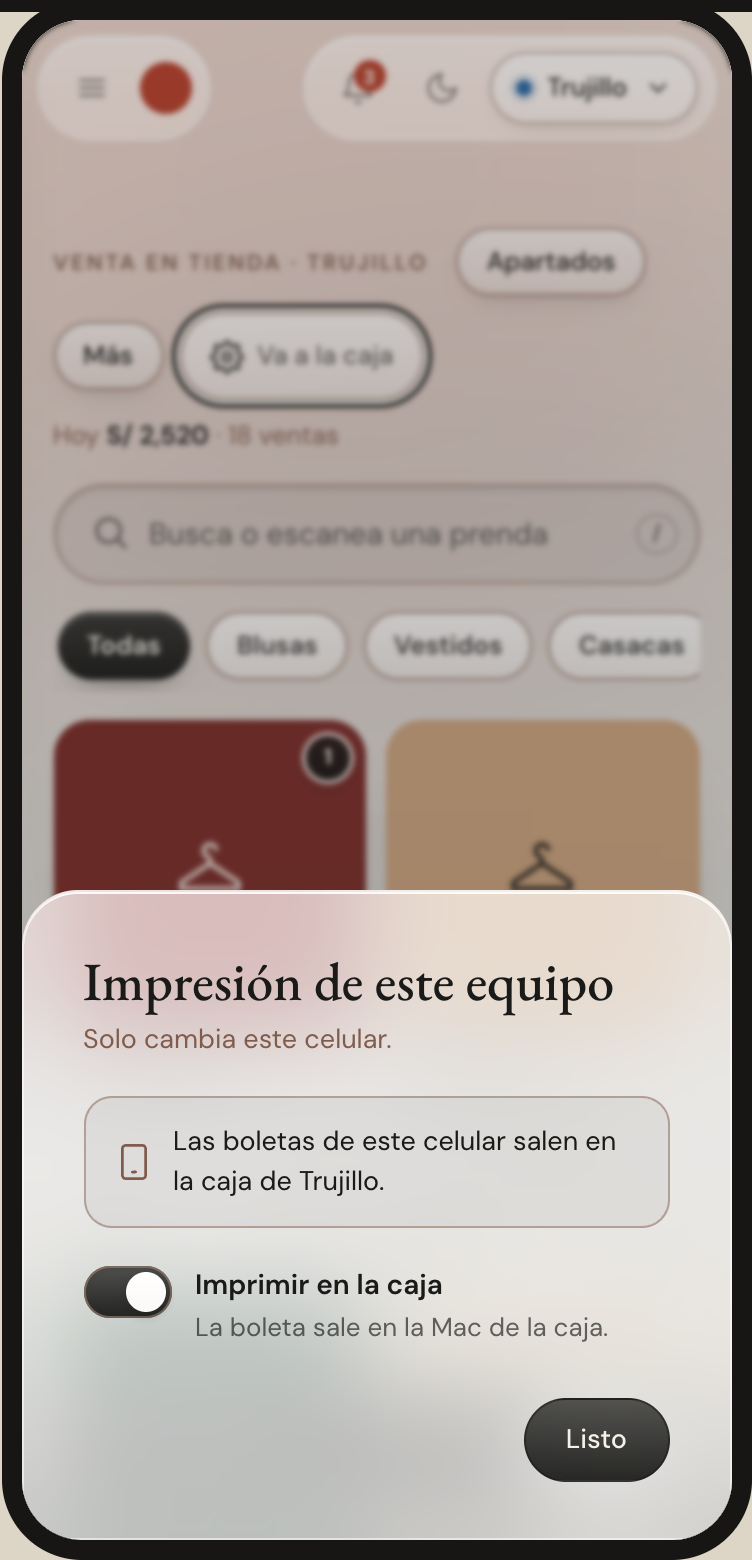 3
Trujillo
VENTA EN TIENDA · TRUJILLO
Apartados
Más
Va a la caja
Hoy S/ 2,520 · 18 ventas
Busca o escanea una prenda
/
Todas
Blusas
Vestidos
Casacas
1
Impresión de este equipo
Solo cambia este celular.
Las boletas de este celular salen en
la caja de Trujillo.
Imprimir en la caja
La boleta sale en la Mac de la caja.
Listo